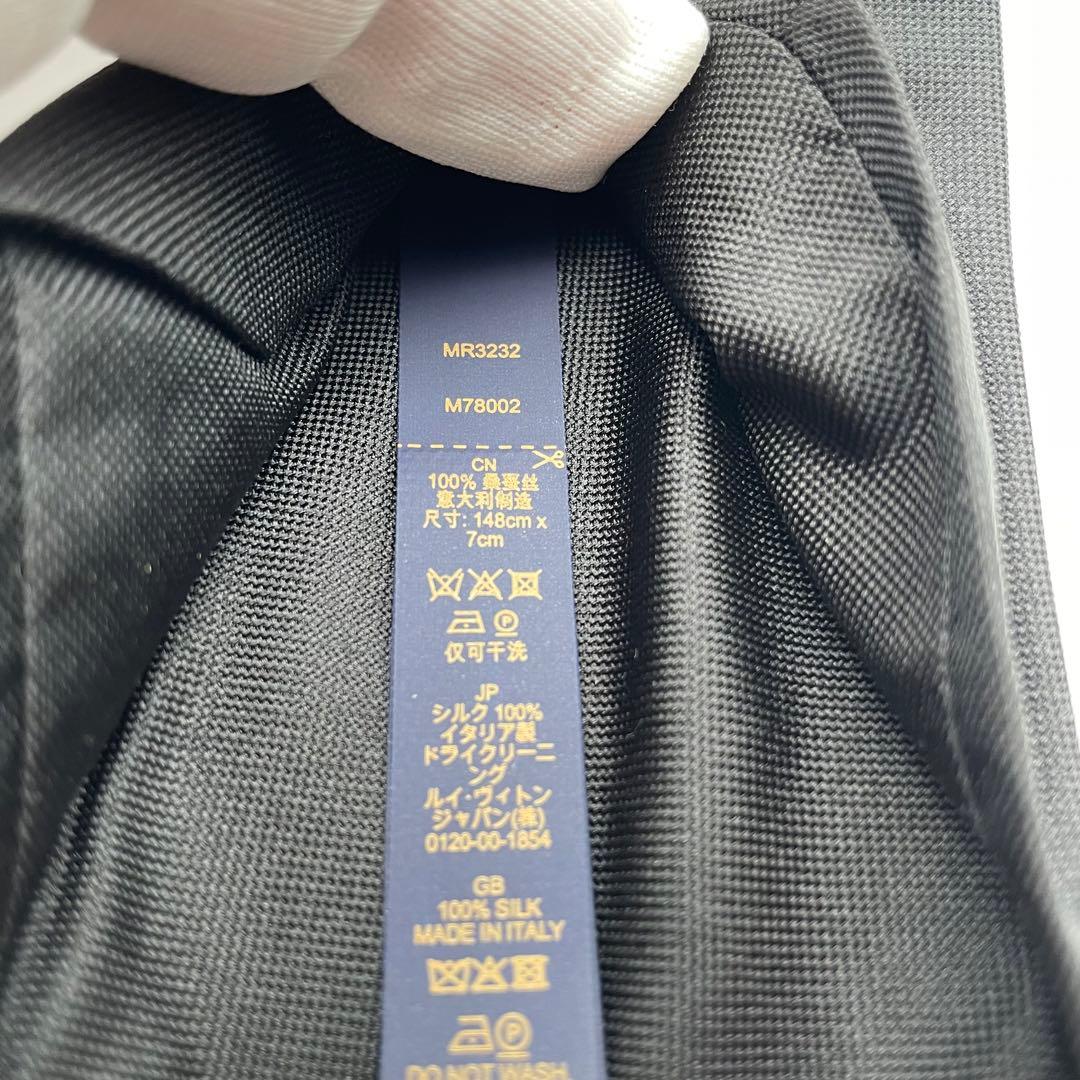 MR3232
M78002
CN
100% 桑蚕丝
意大利制造
尺寸: 148cm x
7cm
仅可干洗
JP
シルク 100%
イタリア製
ドライクリーニ
ング
ルイ・ヴィトン
ジャパン(株)
0120-00-1854
GB
100% SILK
MADE IN ITALY
DO NOT WASH